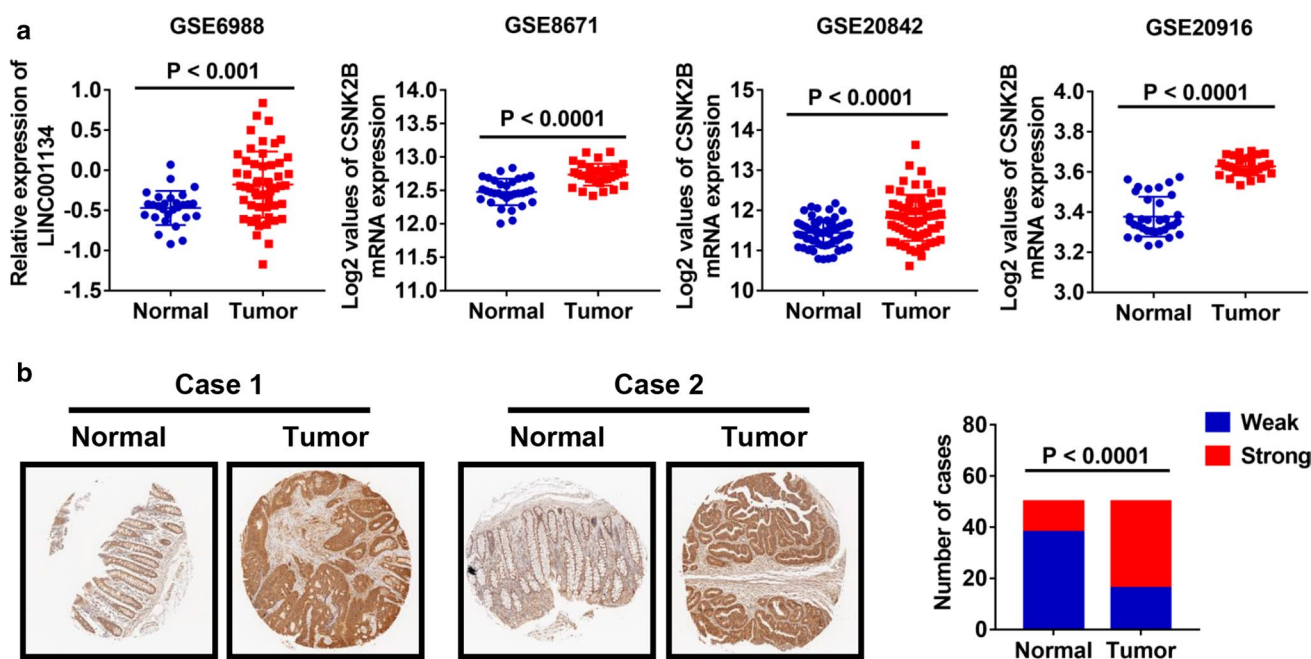 a
GSE6988
Relative expression of
LINC001134
P < 0.001
1.0
0.5
0.0
-0.5
-1.0
-1.5
Normal Tumor
GSE8671
Log2 values of CSNK2B
mRNA expression
P < 0.0001
14.0
13.5
13.0
12.5
12.0
11.5
11.0
Normal Tumor
GSE20842
Log2 values of CSNK2B
mRNA expression
P < 0.0001
15
14
13
12
11
10
Normal Tumor
GSE20916
Log2 values of CSNK2B
mRNA expression
P < 0.0001
4.0
3.8
3.6
3.4
3.2
3.0
Normal Tumor
b
Case 1
Normal Tumor
Case 2
Normal Tumor
Number of cases
80
60
40
20
0
P < 0.0001
Normal Tumor
Weak
Strong